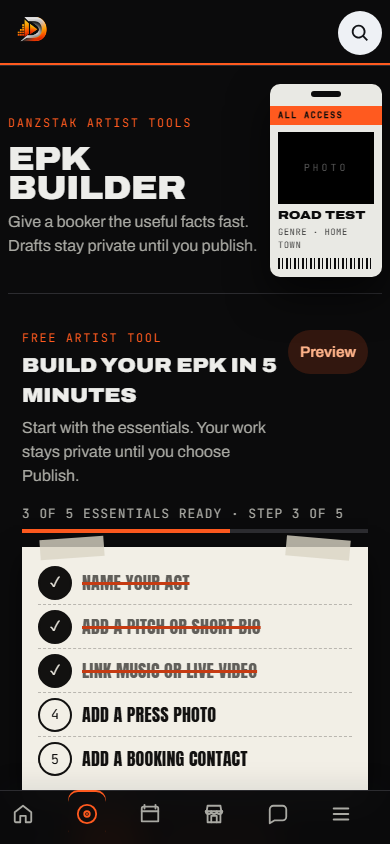 DANZSTAK ARTIST TOOLS
EPK
BUILDER
Give a booker the useful facts fast.
Drafts stay private until you publish.
ALL ACCESS
PHOTO
ROAD TEST
GENRE · HOME
TOWN
FREE ARTIST TOOL
BUILD YOUR EPK IN 5
MINUTES
Preview
Start with the essentials. Your work
stays private until you choose
Publish.
3 OF 5 ESSENTIALS READY · STEP 3 OF 5
NAME YOUR ACT
ADD A PITCH OR SHORT BIO
LINK MUSIC OR LIVE VIDEO
4 ADD A PRESS PHOTO
5 ADD A BOOKING CONTACT